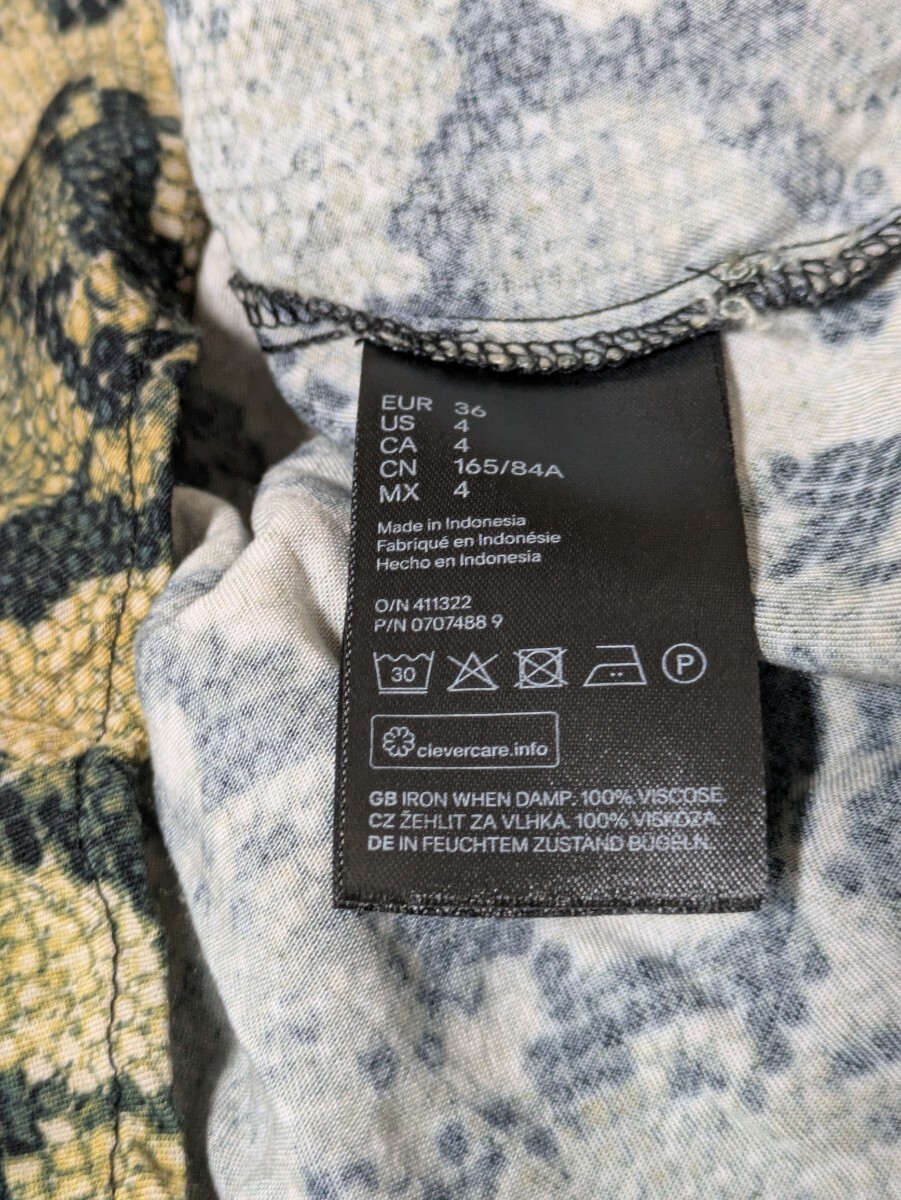 EUR 36
US 4
CA 4
CN 165/84A
MX 4
Made in Indonesia
Fabriqué en Indonésie
Hecho en Indonesia
O/N 411322
P/N 0707488 9
30 P
clevercare.info
GB IRON WHEN DAMP. 100% VISCOSE.
CZ ŽEHLIT ZA VLHKA. 100% VISKÓZA.
DE IN FEUCHTEM ZUSTAND BÜGELN.